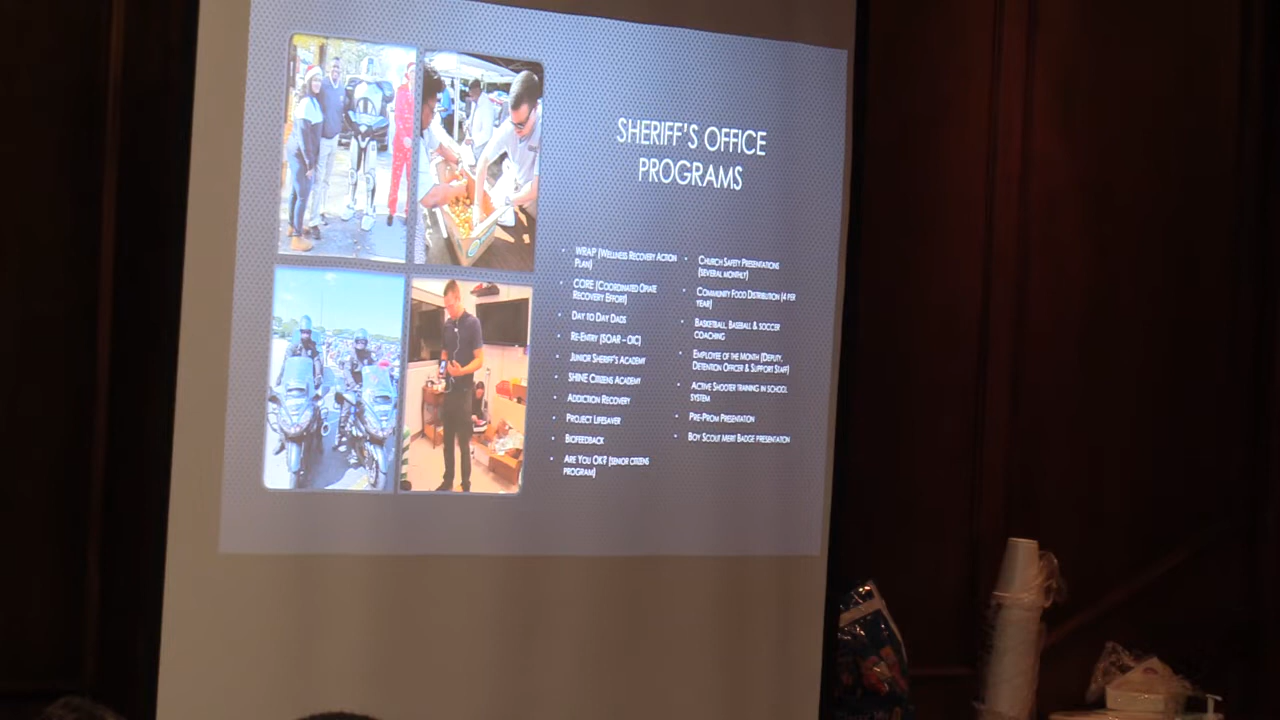 SHERIFF'S OFFICE
PROGRAMS
WRAP (WELLNESS RECOVERY ACTION
PLAN)
CORE (COORDINATED OPIATE
RECOVERY EFFORT)
DAY TO DAY DADS
RE-ENTRY (SOAR – OIC)
JUNIOR SHERIFF'S ACADEMY
SHINE CITIZENS ACADEMY
ADDICTION RECOVERY
PROJECT LIFESAVER
BIOFEEDBACK
ARE YOU OK? (SENIOR CITIZENS
PROGRAM)
CHURCH SAFETY PRESENTATIONS
(SEVERAL MONTHLY)
COMMUNITY FOOD DISTRIBUTION (4 PER
YEAR)
BASKETBALL, BASEBALL & SOCCER
COACHING
EMPLOYEE OF THE MONTH (DEPUTY,
DETENTION OFFICER & SUPPORT STAFF)
ACTIVE SHOOTER TRAINING IN SCHOOL
SYSTEM
PRE-PROM PRESENTATION
BOY SCOUT MERIT BADGE PRESENTATION